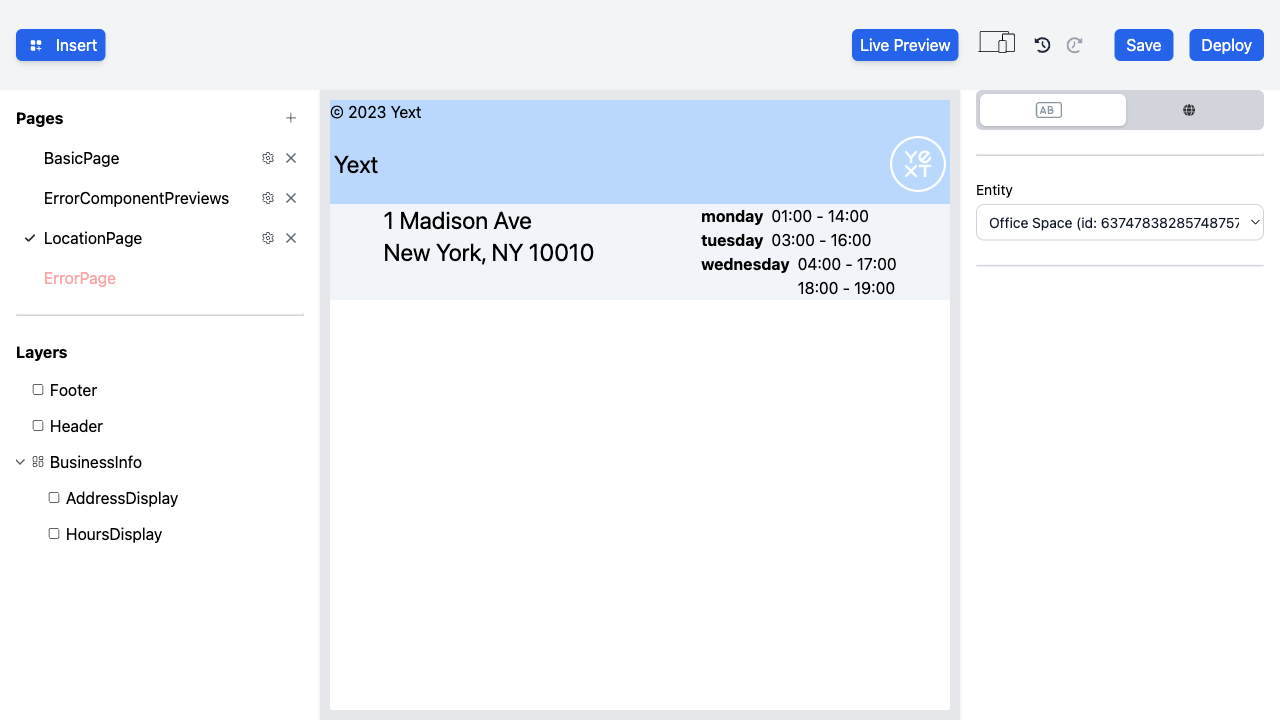 Insert
Live Preview
Save
Deploy
Pages
BasicPage
ErrorComponentPreviews
LocationPage
ErrorPage
Layers
Footer
Header
BusinessInfo
AddressDisplay
HoursDisplay
© 2023 Yext
Yext
YEXT
1 Madison Ave
New York, NY 10010
monday 01:00 - 14:00
tuesday 03:00 - 16:00
wednesday 04:00 - 17:00
18:00 - 19:00
AB
Entity
Office Space (id: 63747838285748757